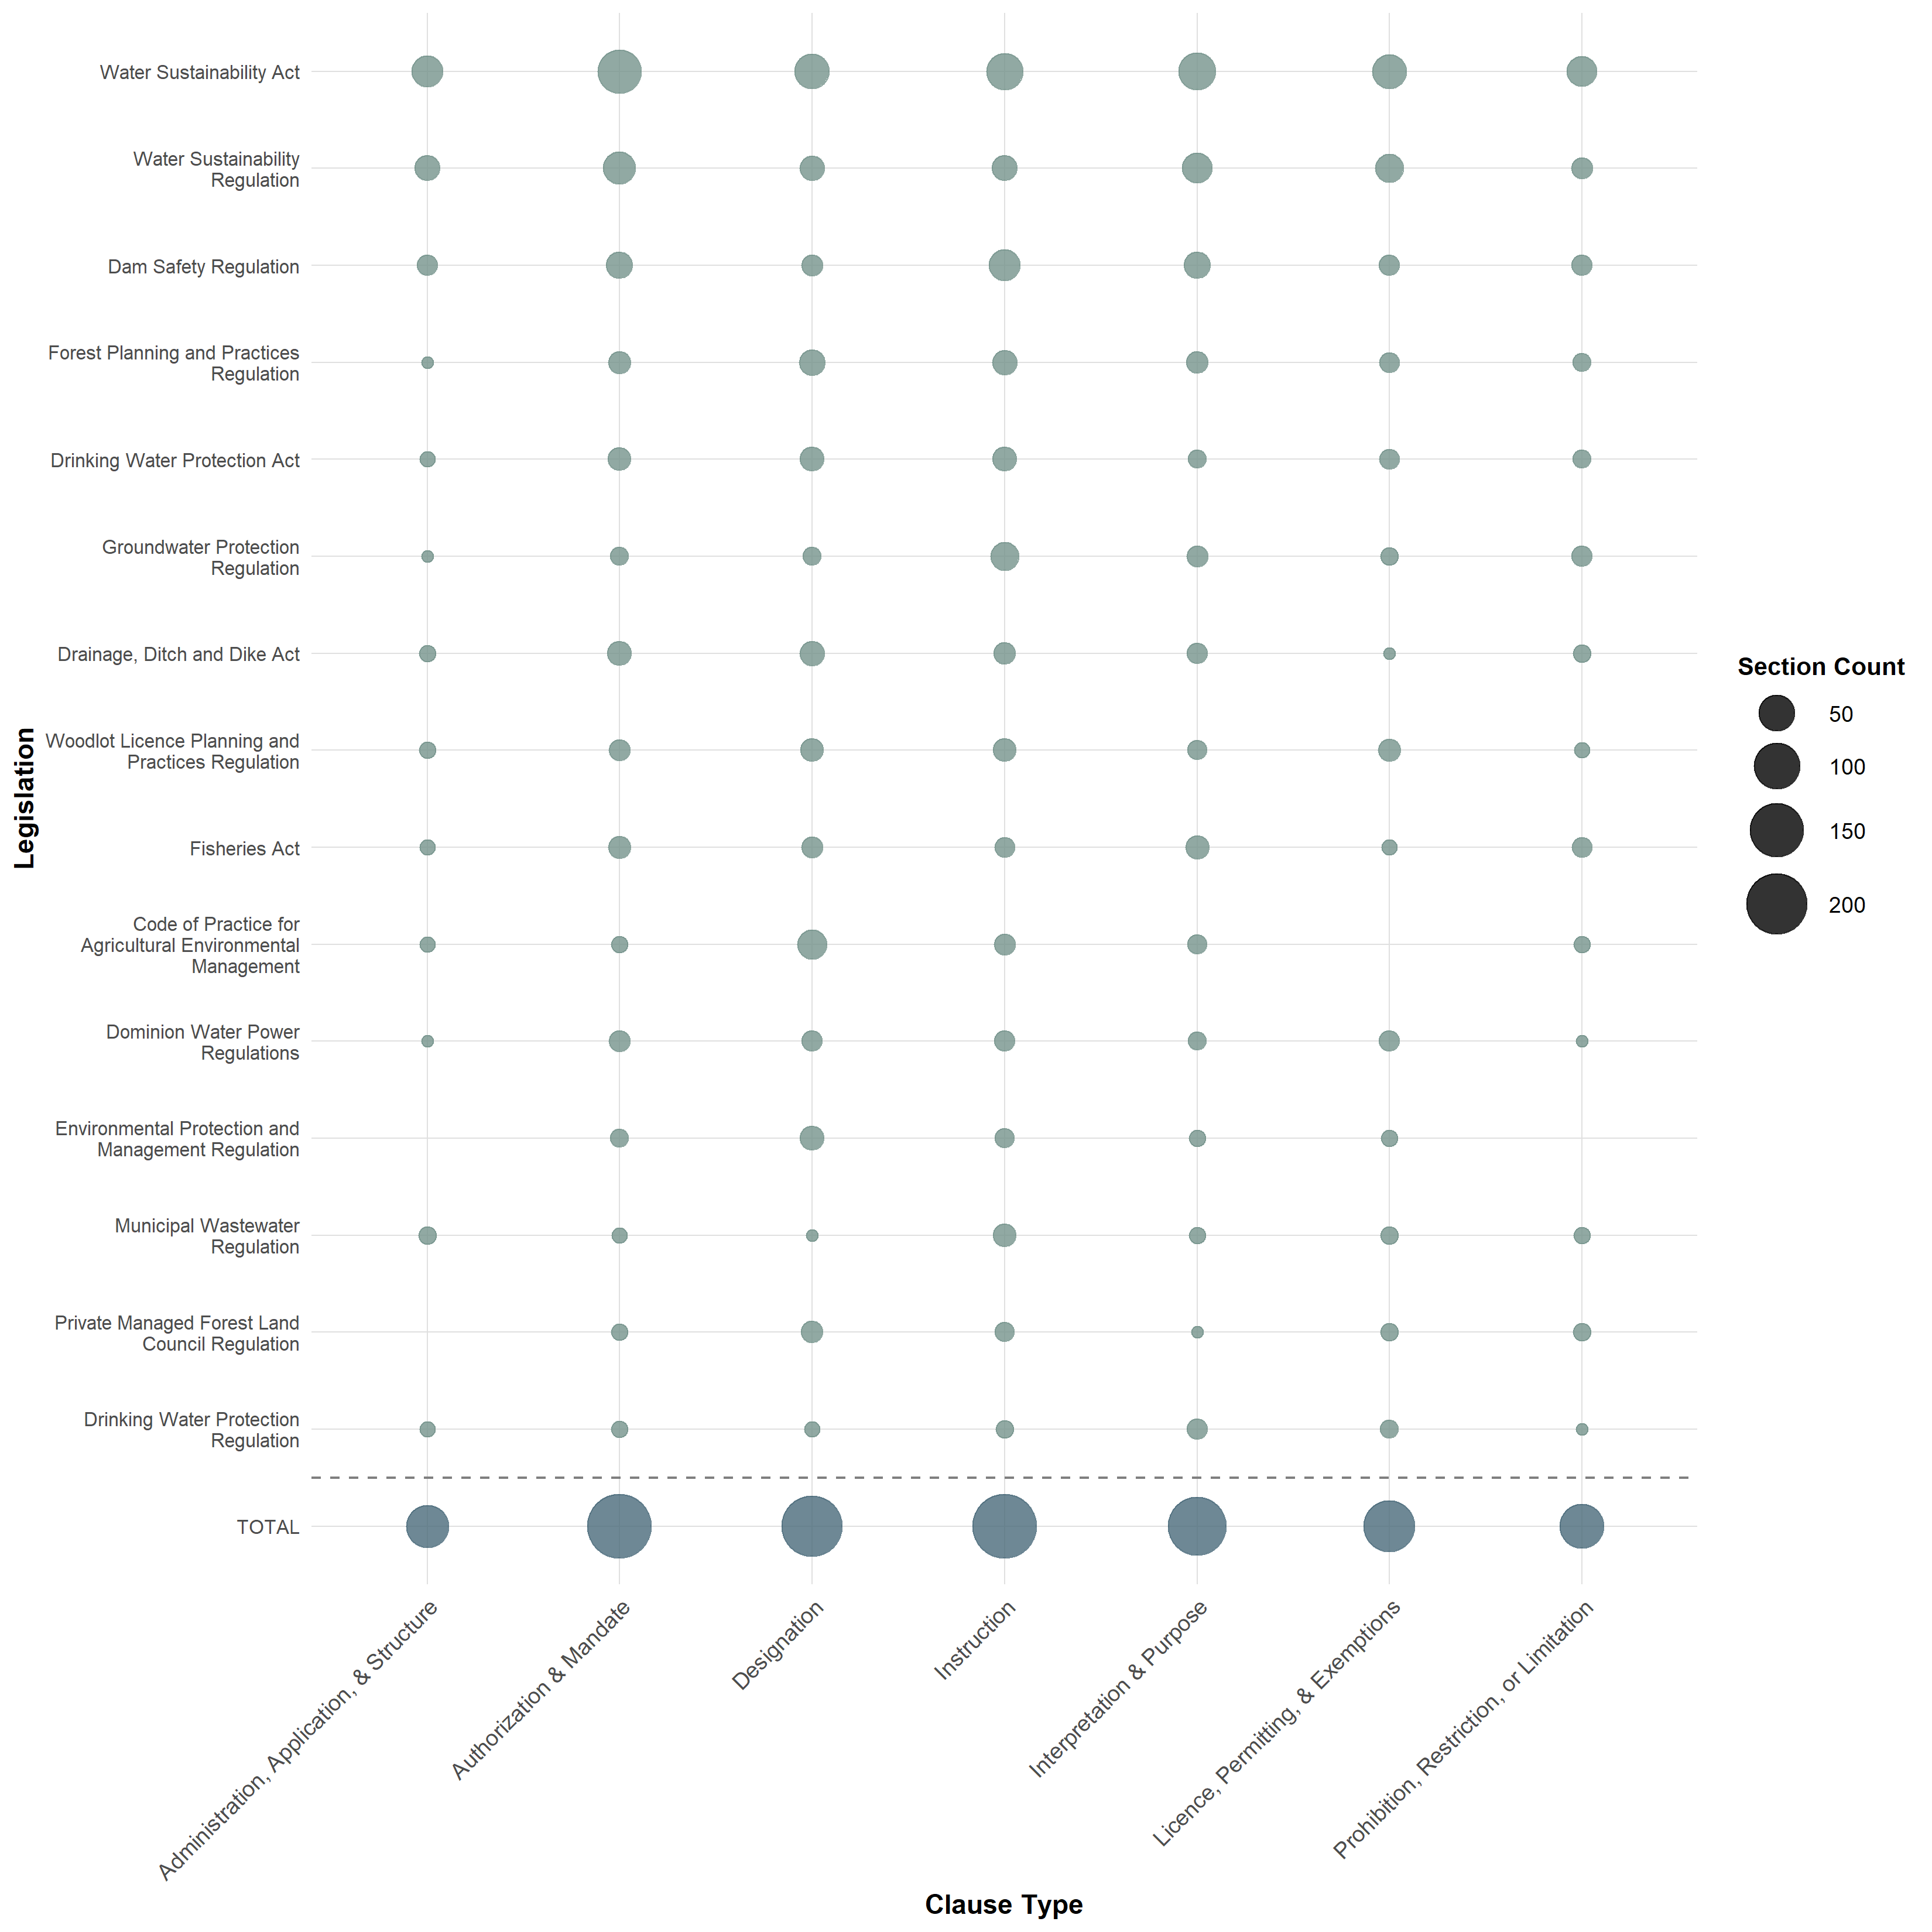 Water Sustainability Act
Water Sustainability
Regulation
Dam Safety Regulation
Forest Planning and Practices
Regulation
Drinking Water Protection Act
Groundwater Protection
Regulation
Drainage, Ditch and Dike Act
Woodlot Licence Planning and
Practices Regulation
Fisheries Act
Code of Practice for
Agricultural Environmental
Management
Dominion Water Power
Regulations
Environmental Protection and
Management Regulation
Municipal Wastewater
Regulation
Private Managed Forest Land
Council Regulation
Drinking Water Protection
Regulation
TOTAL
Legislation
Administration, Application, & Structure
Authorization & Mandate
Designation
Instruction
Interpretation & Purpose
Licence, Permitting, & Exemptions
Prohibition, Restriction, or Limitation
Clause Type
Section Count
50
100
150
200